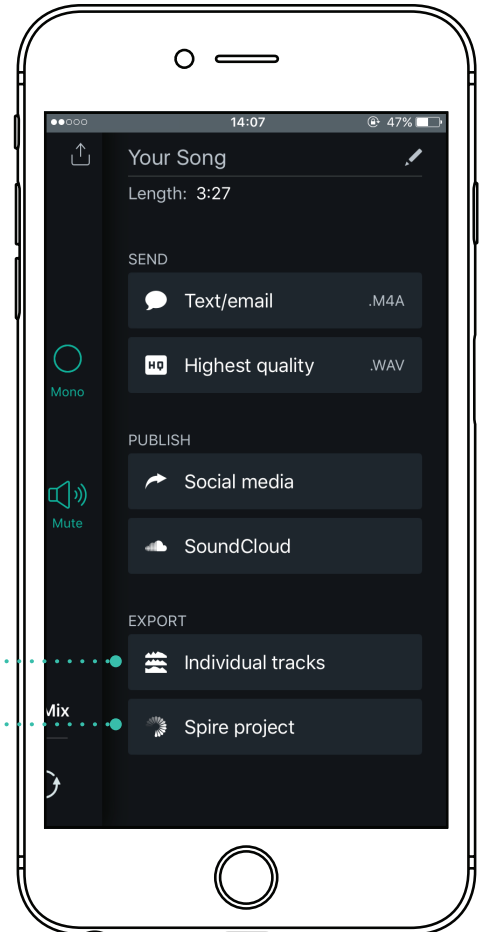 14:07
47%
Your Song
Length: 3:27
SEND
Text/email .M4A
HQ Highest quality .WAV
Mono
PUBLISH
Social media
Mute
SoundCloud
EXPORT
Individual tracks
Mix
Spire project